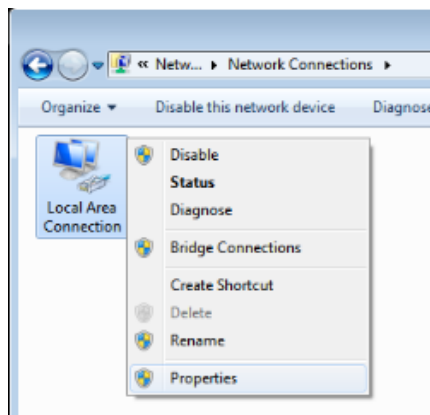 « Netw... ▸ Network Connections ▸
Organize ▾ Disable this network device Diagnose
Local Area
Connection
Disable
Status
Diagnose
Bridge Connections
Create Shortcut
Delete
Rename
Properties